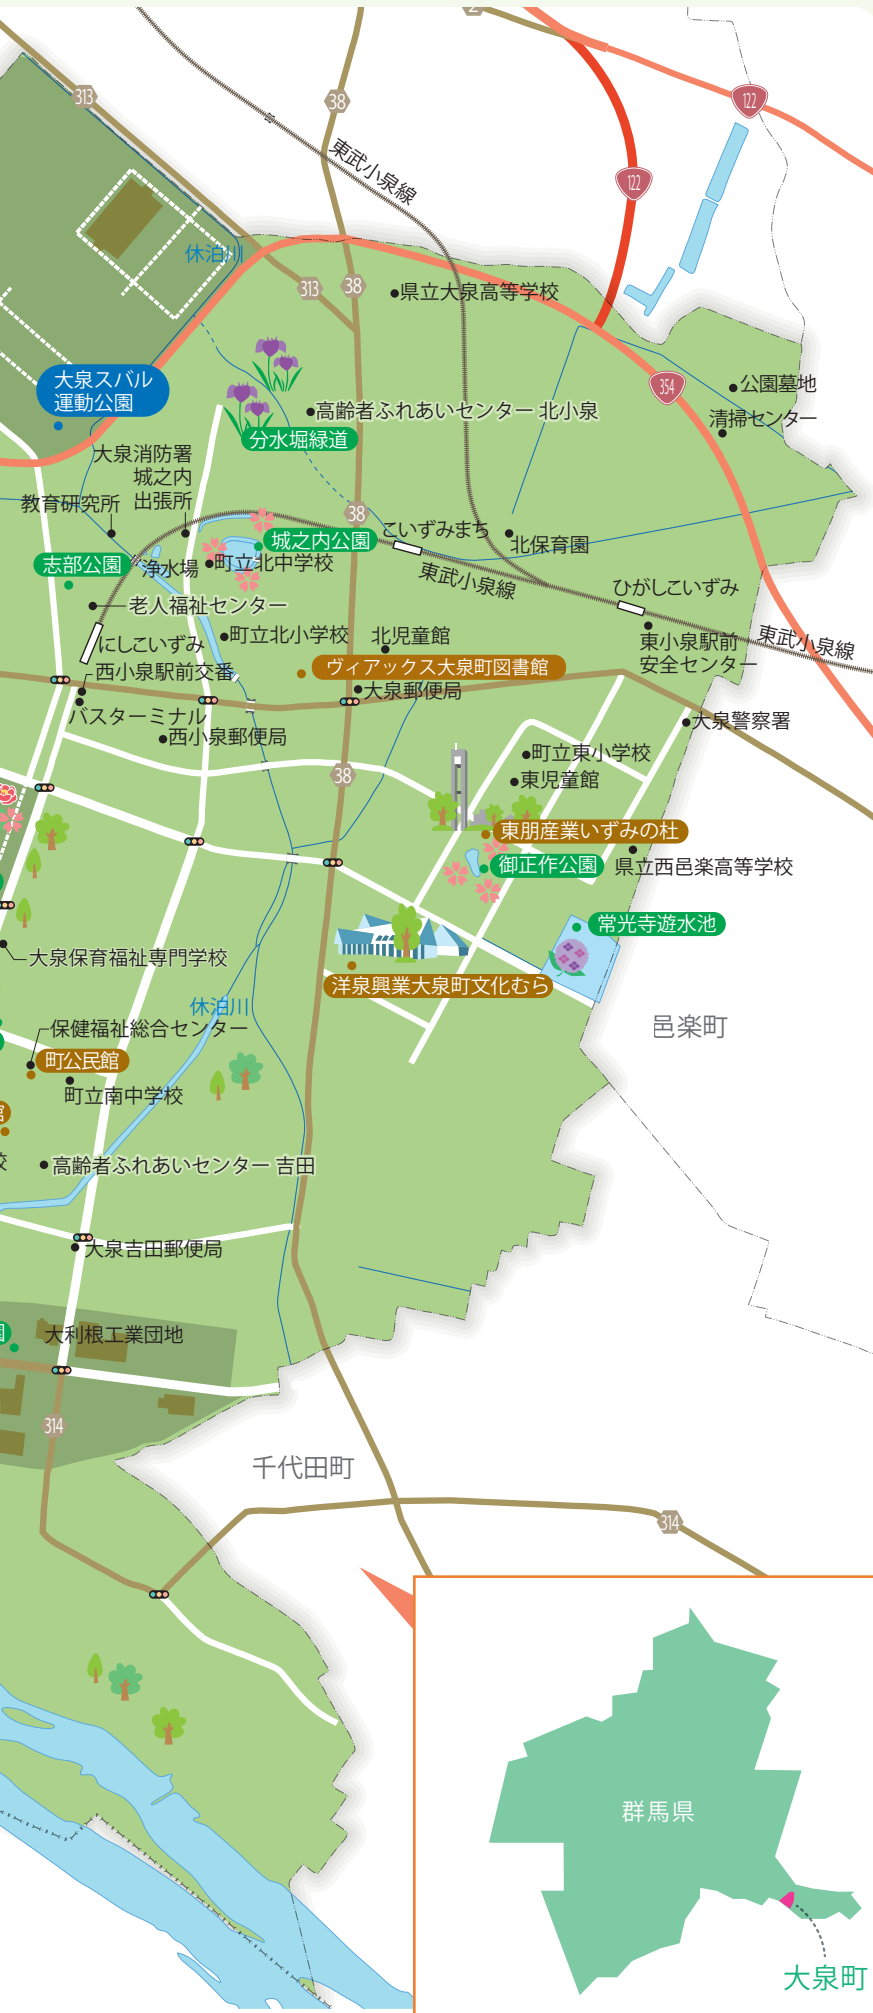 2
313
38
122
122
東武小泉線
休泊川
313
38
県立大泉高等学校
354
公園墓地
清掃センター
大泉スバル
運動公園
高齢者ふれあいセンター 北小泉
分水堀緑道
大泉消防署
城之内
出張所
教育研究所
38
こいずみまち
城之内公園
北保育園
志部公園
浄水場
町立北中学校
東武小泉線
ひがしこいずみ
老人福祉センター
町立北小学校
北児童館
東小泉駅前
安全センター
東武小泉線
にしこいずみ
西小泉駅前交番
ヴィアックス大泉町図書館
大泉郵便局
バスターミナル
西小泉郵便局
大泉警察署
町立東小学校
東児童館
38
東朋産業いずみの杜
御正作公園
県立西邑楽高等学校
常光寺遊水池
大泉保育福祉専門学校
洋泉興業大泉町文化むら
休泊川
保健福祉総合センター
邑楽町
町公民館
町立南中学校
館
校
高齢者ふれあいセンター 吉田
大泉吉田郵便局
園
大利根工業団地
314
千代田町
314
群馬県
大泉町